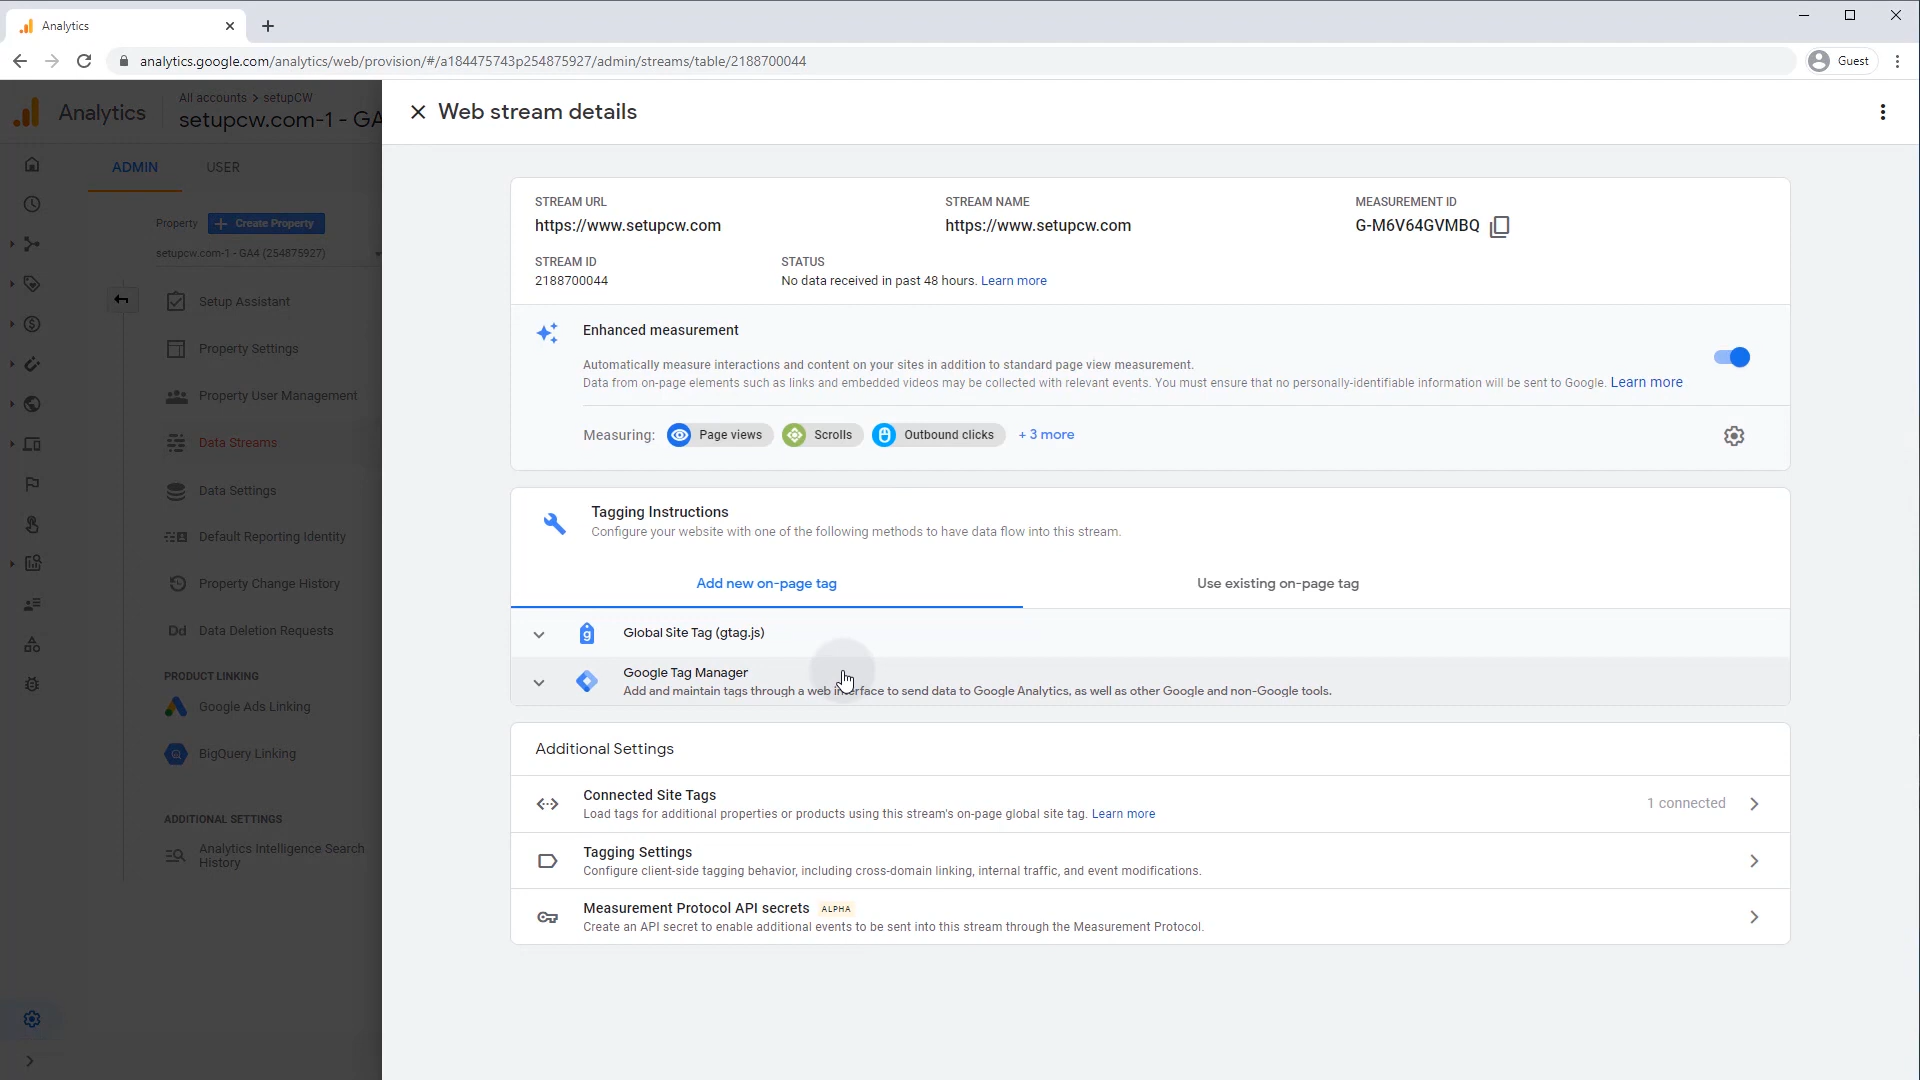 Analytics
analytics.google.com/analytics/web/provision/#/a184475743p254875927/admin/streams/table/2188700044
Guest
Analytics
All accounts > setupCW
setupcw.com-1 - GA
ADMIN
USER
Property
Create Property
setupcw.com-1 - GA4 (254875927)
Setup Assistant
Property Settings
Property User Management
Data Streams
Data Settings
Default Reporting Identity
Property Change History
Dd Data Deletion Requests
PRODUCT LINKING
Google Ads Linking
BigQuery Linking
ADDITIONAL SETTINGS
Analytics Intelligence Search
History
Web stream details
STREAM URL
https://www.setupcw.com
STREAM NAME
https://www.setupcw.com
MEASUREMENT ID
G-M6V64GVMBQ
STREAM ID
2188700044
STATUS
No data received in past 48 hours. Learn more
Enhanced measurement
Automatically measure interactions and content on your sites in addition to standard page view measurement.
Data from on-page elements such as links and embedded videos may be collected with relevant events. You must ensure that no personally-identifiable information will be sent to Google. Learn more
Measuring: Page views Scrolls Outbound clicks + 3 more
Tagging Instructions
Configure your website with one of the following methods to have data flow into this stream.
Add new on-page tag
Use existing on-page tag
g Global Site Tag (gtag.js)
Google Tag Manager
Add and maintain tags through a web interface to send data to Google Analytics, as well as other Google and non-Google tools.
Additional Settings
Connected Site Tags
Load tags for additional properties or products using this stream's on-page global site tag. Learn more
1 connected
Tagging Settings
Configure client-side tagging behavior, including cross-domain linking, internal traffic, and event modifications.
Measurement Protocol API secrets ALPHA
Create an API secret to enable additional events to be sent into this stream through the Measurement Protocol.